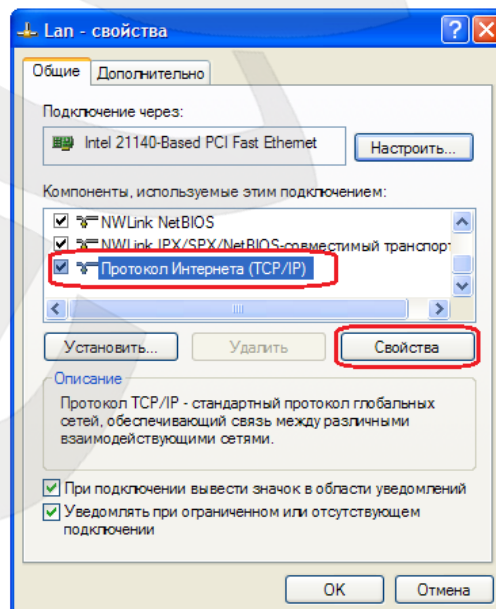 Lan - свойства
Общие
Дополнительно
Подключение через:
Intel 21140-Based PCI Fast Ethernet
Настроить...
Компоненты, используемые этим подключением:
NWLink NetBIOS
NWLink IPX/SPX/NetBIOS-совместимый транспор
Протокол Интернета (TCP/IP)
Установить...
Удалить
Свойства
Описание
Протокол TCP/IP - стандартный протокол глобальных
сетей, обеспечивающий связь между различными
взаимодействующими сетями.
При подключении вывести значок в области уведомлений
Уведомлять при ограниченном или отсутствующем
подключении
OK
Отмена